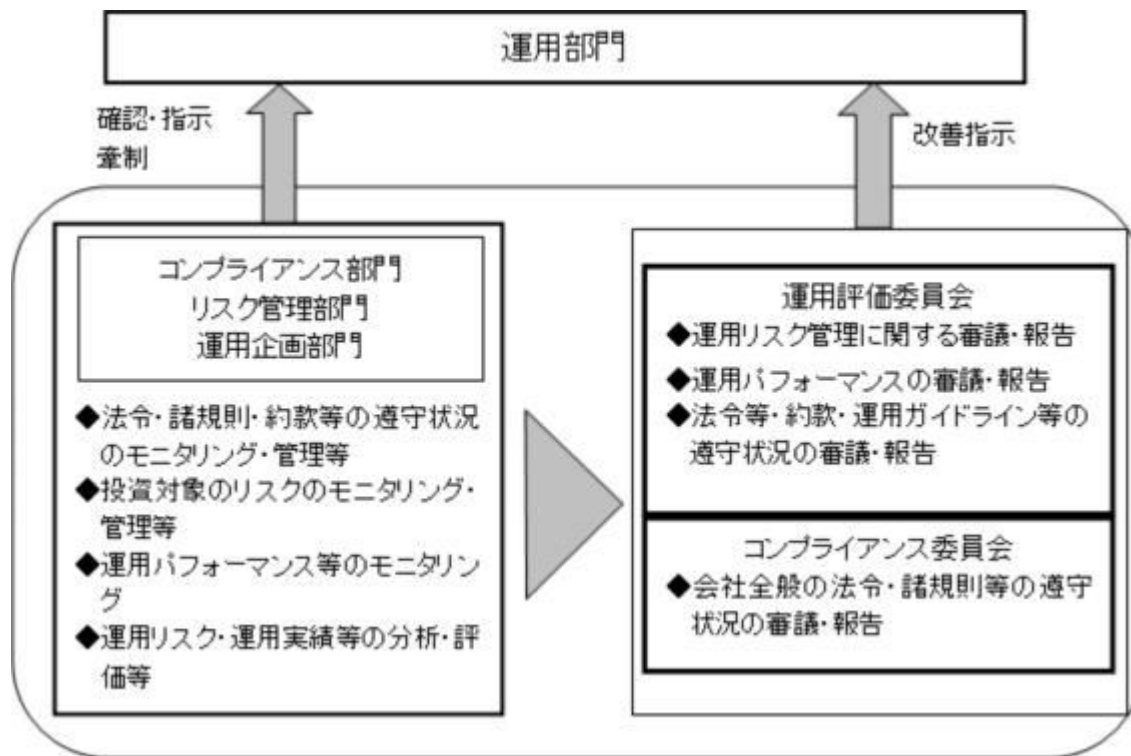 運用部門
確認・指示
牽制
改善指示
コンプライアンス部門
リスク管理部門
運用企画部門
◆法令・諸規則・約款等の遵守状況
のモニタリング・管理等
◆投資対象のリスクのモニタリング・
管理等
◆運用パフォーマンス等のモニタリン
グ
◆運用リスク・運用実績等の分析・評
価等
運用評価委員会
◆運用リスク管理に関する審議・報告
◆運用パフォーマンスの審議・報告
◆法令等・約款・運用ガイドライン等の
遵守状況の審議・報告
コンプライアンス委員会
◆会社全般の法令・諸規則等の遵守
状況の審議・報告